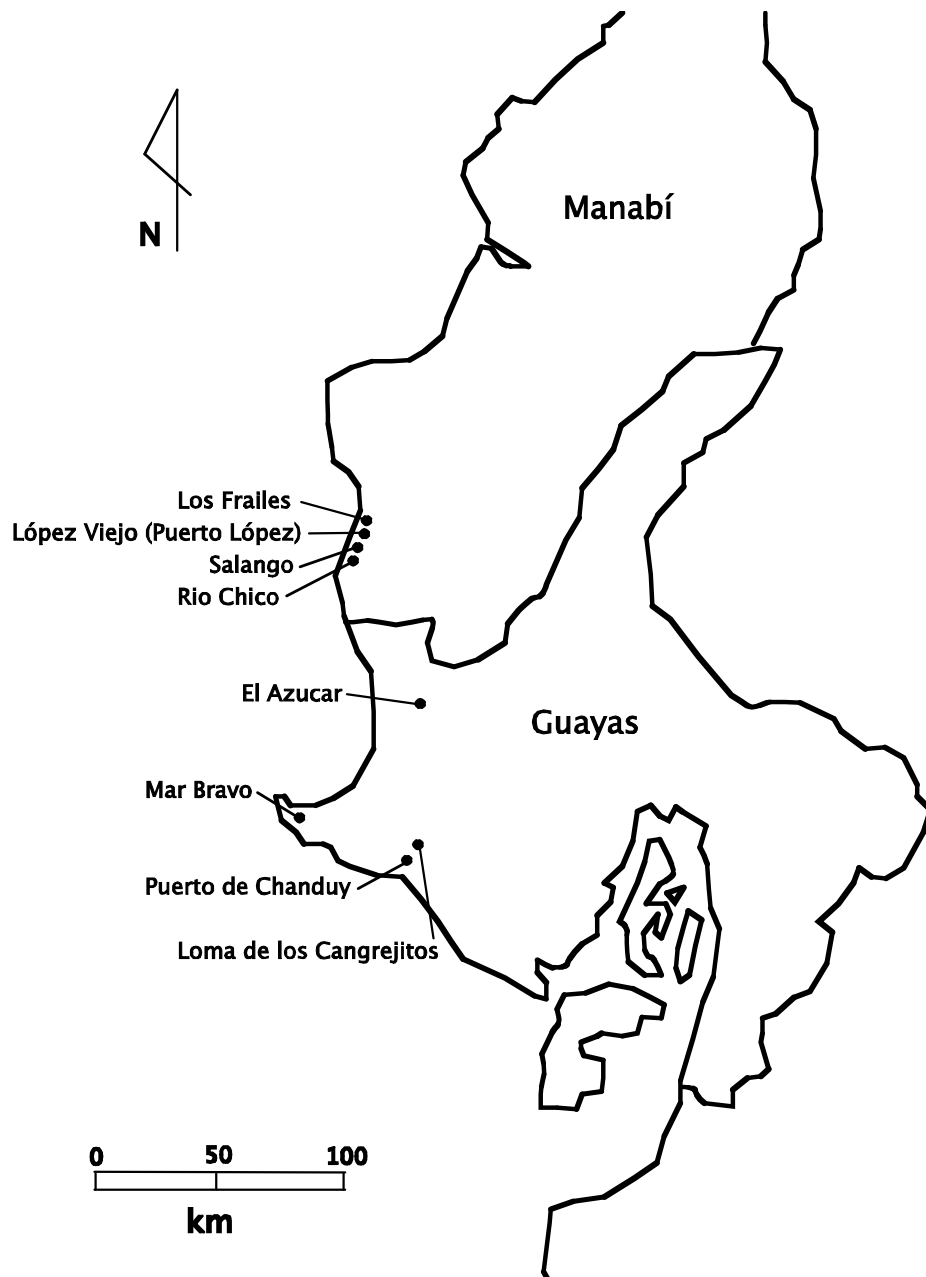 Manabí
N
Los Frailes
López Viejo (Puerto López)
Salango
Rio Chico
El Azucar
Guayas
Mar Bravo
Puerto de Chanduy
Loma de los Cangrejitos
0 50 100
km